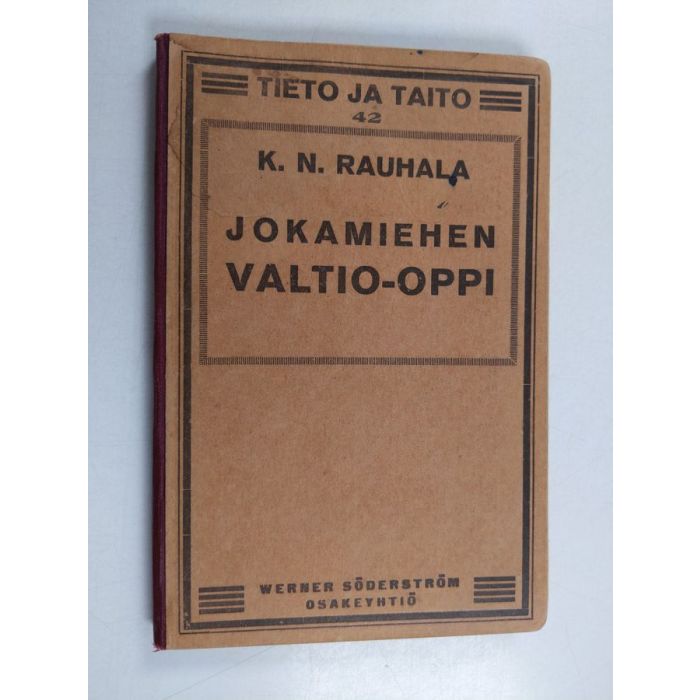 TIETO JA TAITO
42
K. N. RAUHALA
JOKAMIEHEN
VALTIO-OPPI
WERNER SÖDERSTRÖM
OSAKEYHTIÖ